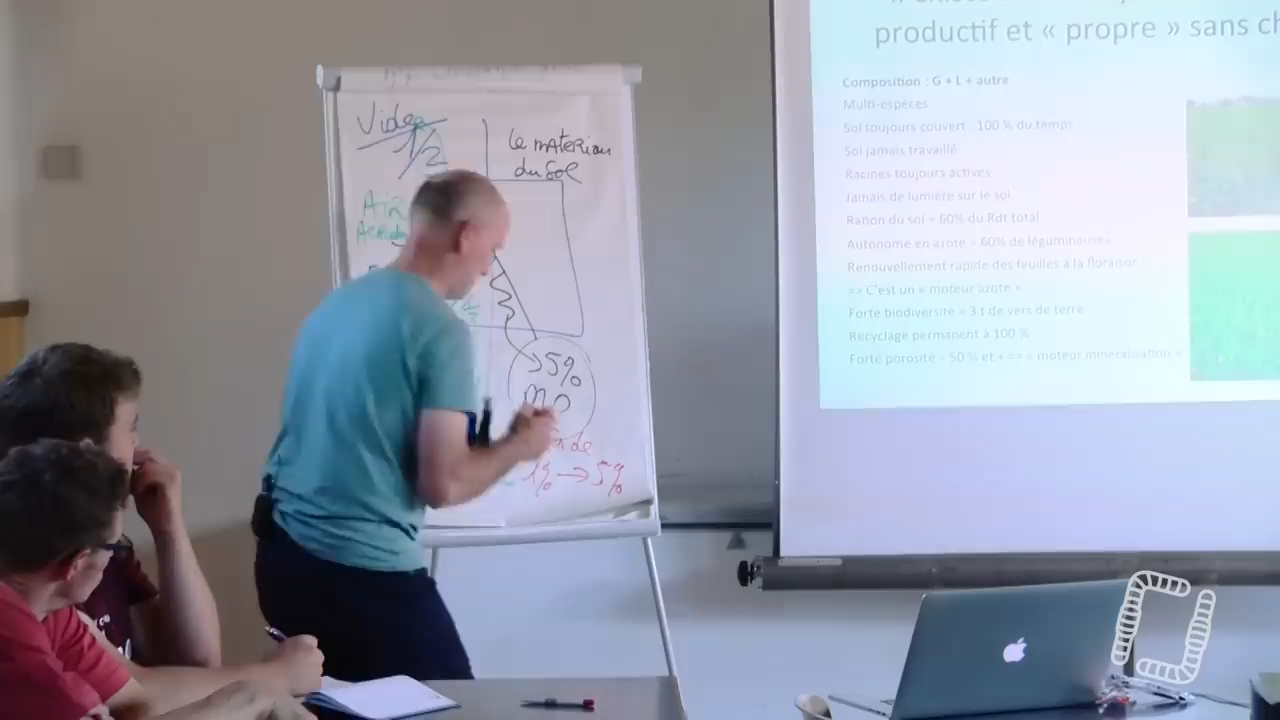 Vide
1/2
le materiau
du Sol
Air
55%
MO
de
1% → 5%
productif et « propre » sans
Composition : G + L + autre
Multi-espèces
Sol toujours couvert : 100 % du temps
Sol jamais travaillé
Racines toujours actives
Jamais de lumière sur le sol
Ration du sol = 60% du Rdt total
Autonome en azote = 60% de légumineuses
Renouvellement rapide des feuilles à la floraison
=> C'est un « moteur azote »
Forte biodiversité = 3 t de vers de terre
Recyclage permanent à 100 %
Forte porosité = 50 % et + => « moteur minéralisation »